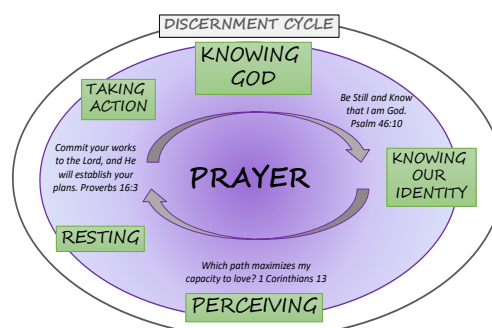 DISCERNMENT CYCLE
KNOWING
GOD
TAKING
ACTION
Be Still and Know
that I am God.
Psalm 46:10
Commit your works
to the Lord, and He
will establish your
plans. Proverbs 16:3
PRAYER
KNOWING
OUR
IDENTITY
RESTING
Which path maximizes my
capacity to love? 1 Corinthians 13
PERCEIVING